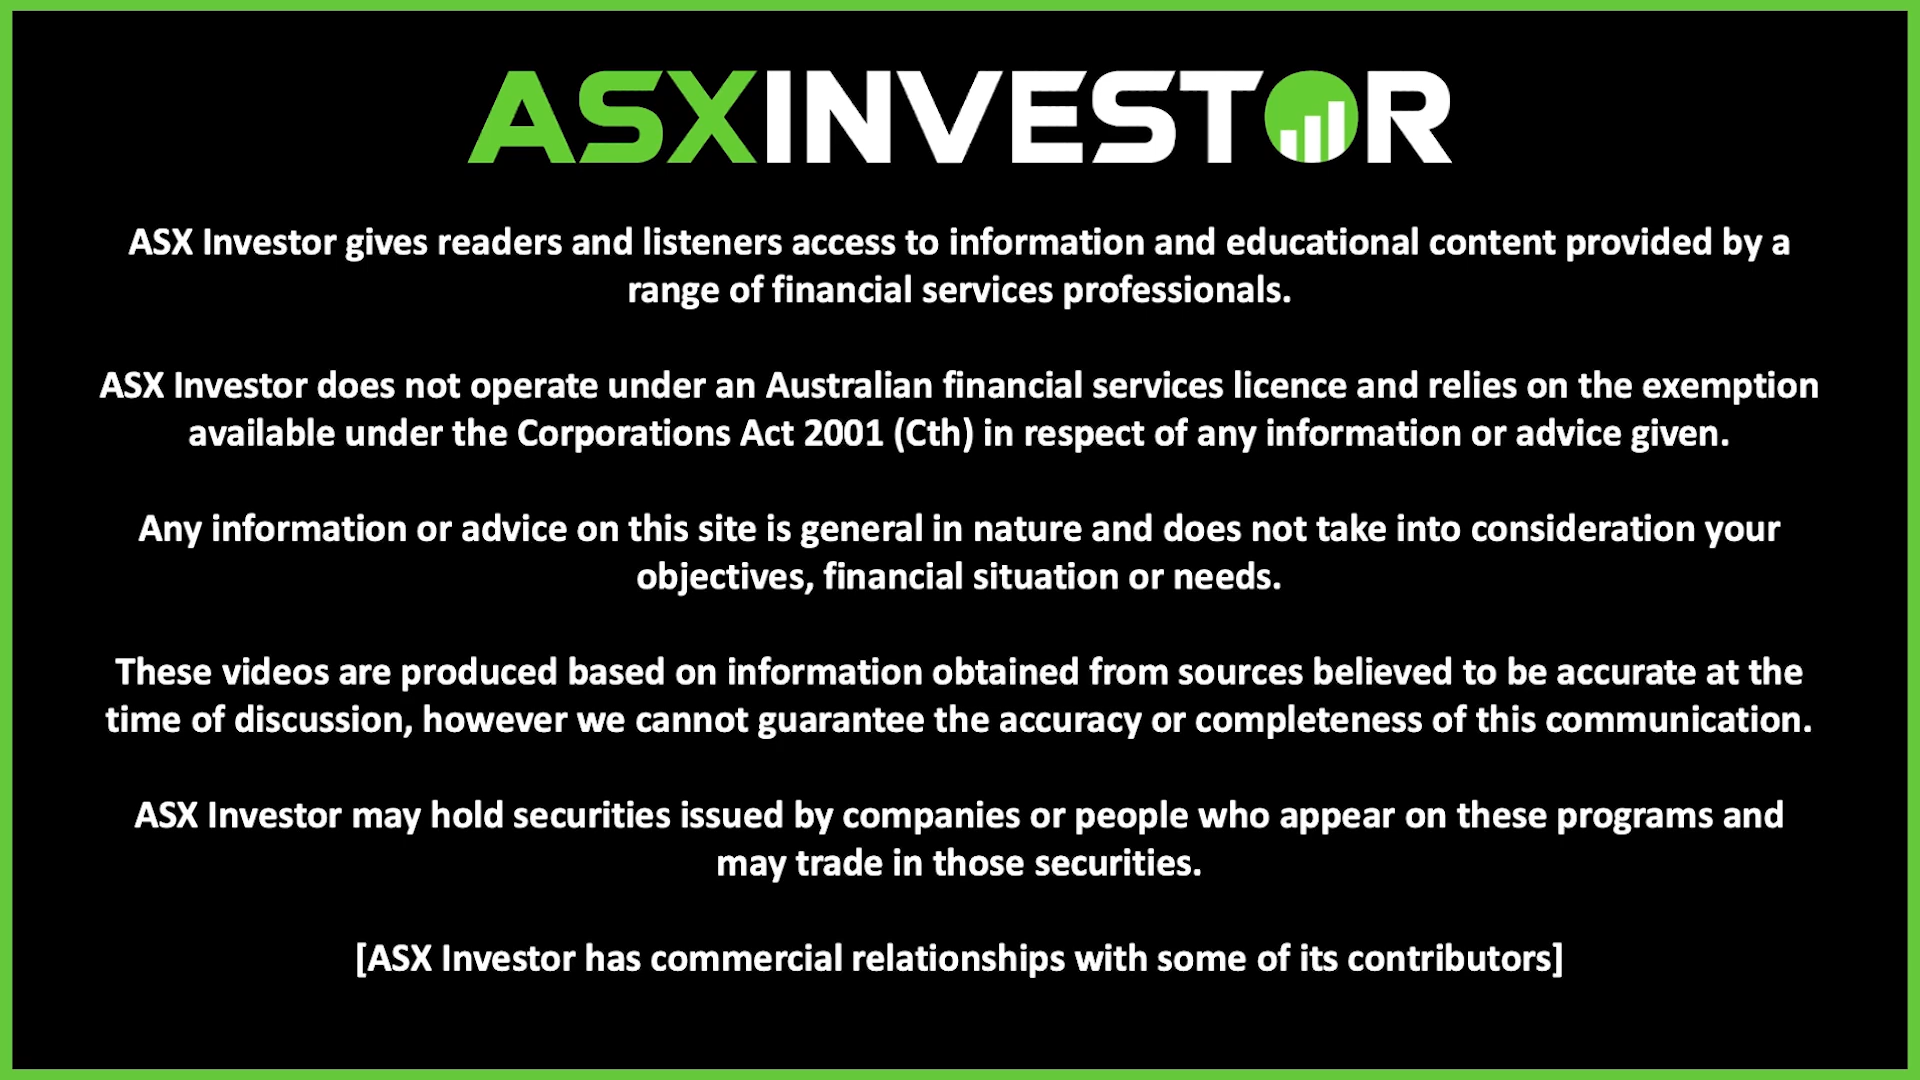 ASXINVESTOR
ASX Investor gives readers and listeners access to information and educational content provided by a
range of financial services professionals.
ASX Investor does not operate under an Australian financial services licence and relies on the exemption
available under the Corporations Act 2001 (Cth) in respect of any information or advice given.
Any information or advice on this site is general in nature and does not take into consideration your
objectives, financial situation or needs.
These videos are produced based on information obtained from sources believed to be accurate at the
time of discussion, however we cannot guarantee the accuracy or completeness of this communication.
ASX Investor may hold securities issued by companies or people who appear on these programs and
may trade in those securities.
[ASX Investor has commercial relationships with some of its contributors]